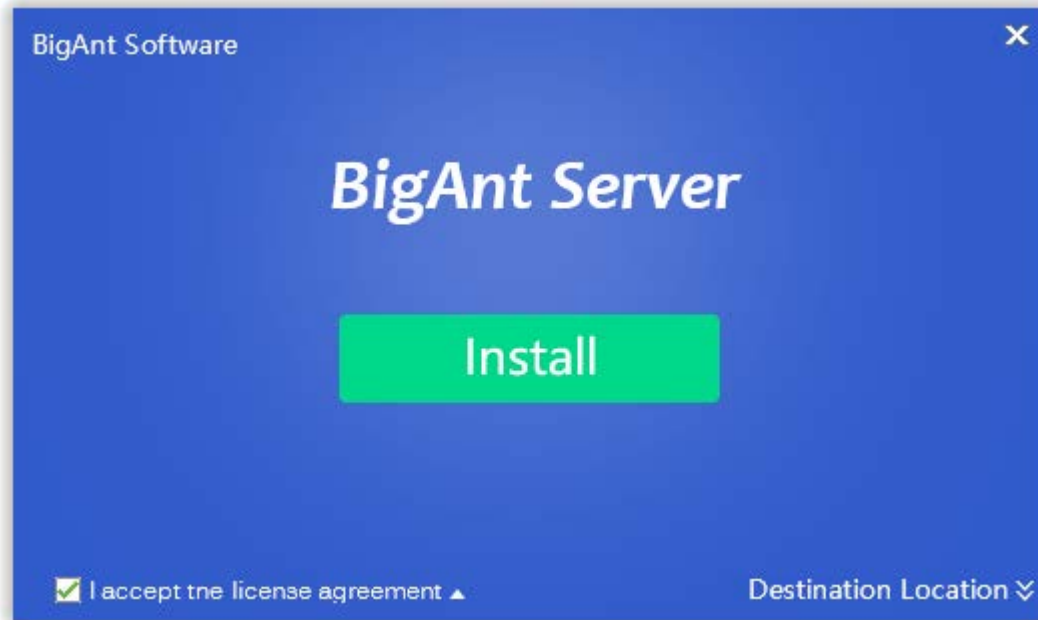 BigAnt Software
BigAnt Server
Install
I accept tne license agreement
Destination Location